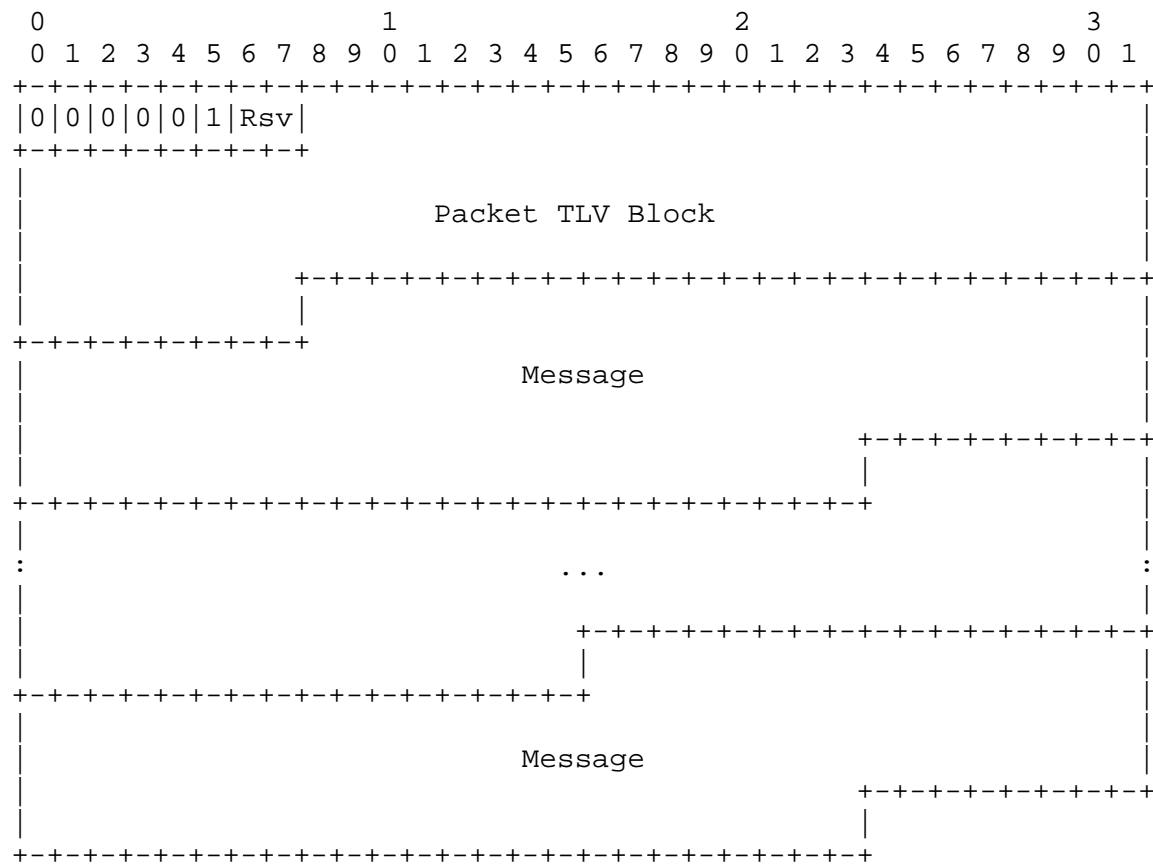 0                   1                   2                   3
 0 1 2 3 4 5 6 7 8 9 0 1 2 3 4 5 6 7 8 9 0 1 2 3 4 5 6 7 8 9 0 1
+-+-+-+-+-+-+-+-+-+-+-+-+-+-+-+-+-+-+-+-+-+-+-+-+-+-+-+-+-+-+-+-+
|0|0|0|0|0|1|Rsv|                                               |
+-+-+-+-+-+-+-+-+                                               |
|                                                               |
|                       Packet TLV Block                        |
|                                                               |
|               +-+-+-+-+-+-+-+-+-+-+-+-+-+-+-+-+-+-+-+-+-+-+-+-+
|               |                                               |
+-+-+-+-+-+-+-+-+                                               |
|                            Message                            |
|                                                               |
|                                               +-+-+-+-+-+-+-+-+
|                                               |               |
+-+-+-+-+-+-+-+-+-+-+-+-+-+-+-+-+-+-+-+-+-+-+-+-+               |
|                                                               |
:                              ...                              :
|                                                               |
|                               +-+-+-+-+-+-+-+-+-+-+-+-+-+-+-+-+
|                               |                               |
+-+-+-+-+-+-+-+-+-+-+-+-+-+-+-+-+                               |
|                                                               |
|                            Message                            |
|                                               +-+-+-+-+-+-+-+-+
|                                               |
+-+-+-+-+-+-+-+-+-+-+-+-+-+-+-+-+-+-+-+-+-+-+-+-+